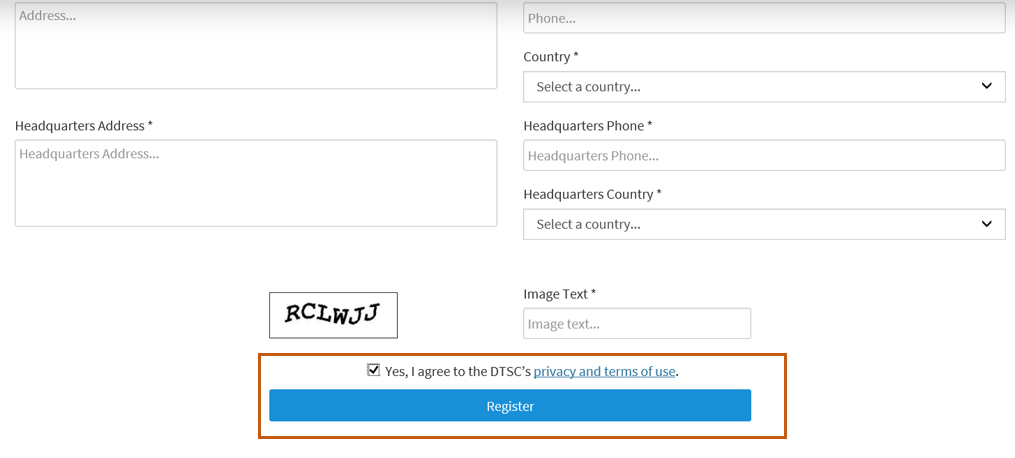 Address...
Phone...
Country *
Select a country...
Headquarters Address *
Headquarters Address...
Headquarters Phone *
Headquarters Phone...
Headquarters Country *
Select a country...
RCLWJJ
Image Text *
Image text...
Yes, I agree to the DTSC's privacy and terms of use.
Register